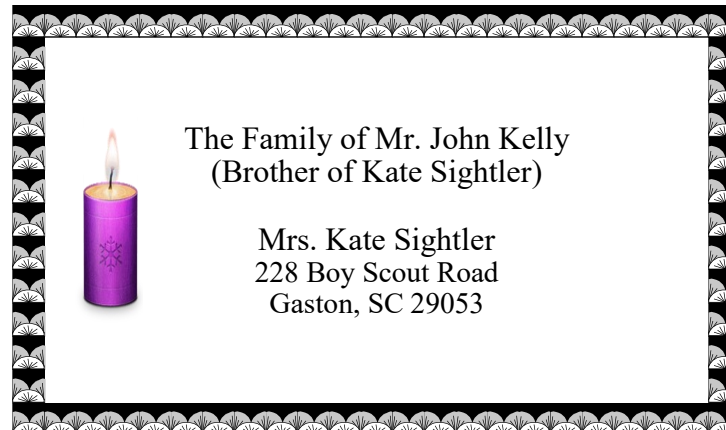 The Family of Mr. John Kelly
(Brother of Kate Sightler)
Mrs. Kate Sightler
228 Boy Scout Road
Gaston, SC 29053